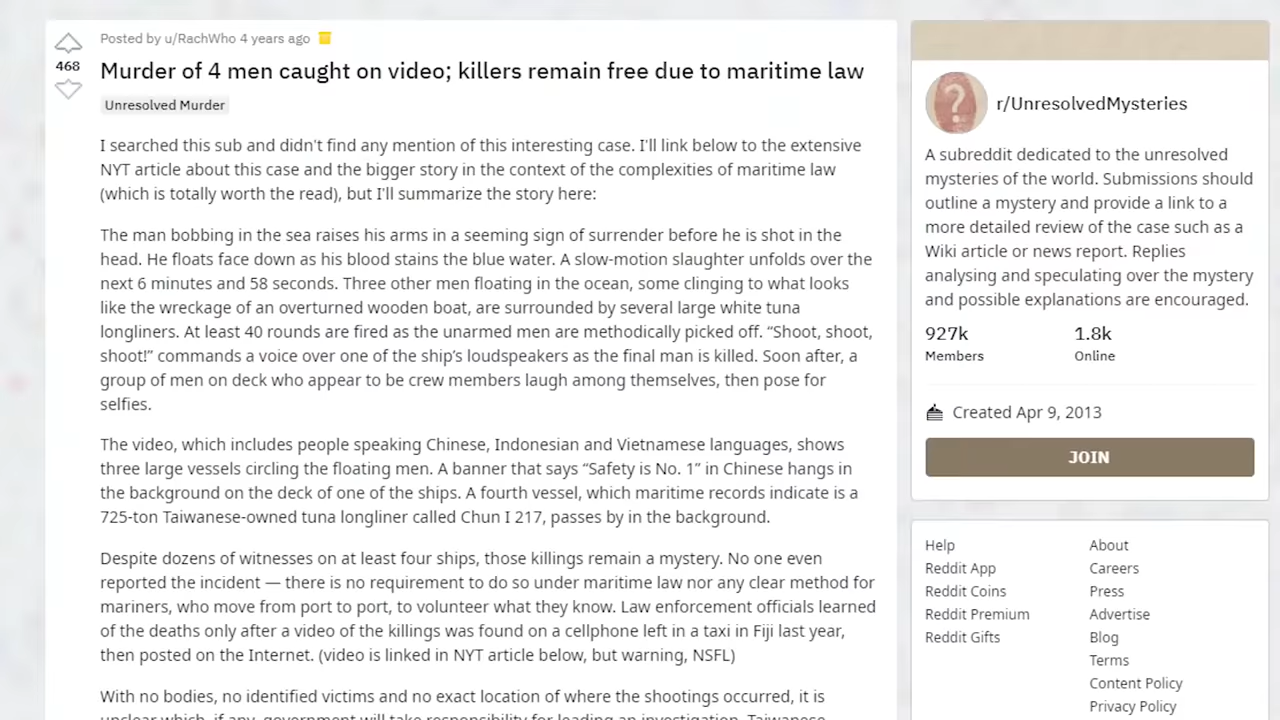 Posted by u/RachWho 4 years ago
468
Murder of 4 men caught on video; killers remain free due to maritime law
Unresolved Murder
I searched this sub and didn't find any mention of this interesting case. I'll link below to the extensive
NYT article about this case and the bigger story in the context of the complexities of maritime law
(which is totally worth the read), but I'll summarize the story here:
The man bobbing in the sea raises his arms in a seeming sign of surrender before he is shot in the
head. He floats face down as his blood stains the blue water. A slow-motion slaughter unfolds over the
next 6 minutes and 58 seconds. Three other men floating in the ocean, some clinging to what looks
like the wreckage of an overturned wooden boat, are surrounded by several large white tuna
longliners. At least 40 rounds are fired as the unarmed men are methodically picked off. “Shoot, shoot,
shoot!” commands a voice over one of the ship’s loudspeakers as the final man is killed. Soon after, a
group of men on deck who appear to be crew members laugh among themselves, then pose for
selfies.
The video, which includes people speaking Chinese, Indonesian and Vietnamese languages, shows
three large vessels circling the floating men. A banner that says “Safety is No. 1” in Chinese hangs in
the background on the deck of one of the ships. A fourth vessel, which maritime records indicate is a
725-ton Taiwanese-owned tuna longliner called Chun I 217, passes by in the background.
Despite dozens of witnesses on at least four ships, those killings remain a mystery. No one even
reported the incident — there is no requirement to do so under maritime law nor any clear method for
mariners, who move from port to port, to volunteer what they know. Law enforcement officials learned
of the deaths only after a video of the killings was found on a cellphone left in a taxi in Fiji last year,
then posted on the Internet. (video is linked in NYT article below, but warning, NSFL)
With no bodies, no identified victims and no exact location of where the shootings occurred, it is
unclear which, if any, government will take responsibility for leading an investigation. Taiwanese
r/UnresolvedMysteries
A subreddit dedicated to the unresolved
mysteries of the world. Submissions should
outline a mystery and provide a link to a
more detailed review of the case such as a
Wiki article or news report. Replies
analysing and speculating over the mystery
and possible explanations are encouraged.
927k 1.8k
Members Online
Created Apr 9, 2013
JOIN
Help About
Reddit App Careers
Reddit Coins Press
Reddit Premium Advertise
Reddit Gifts Blog
Terms
Content Policy
Privacy Policy